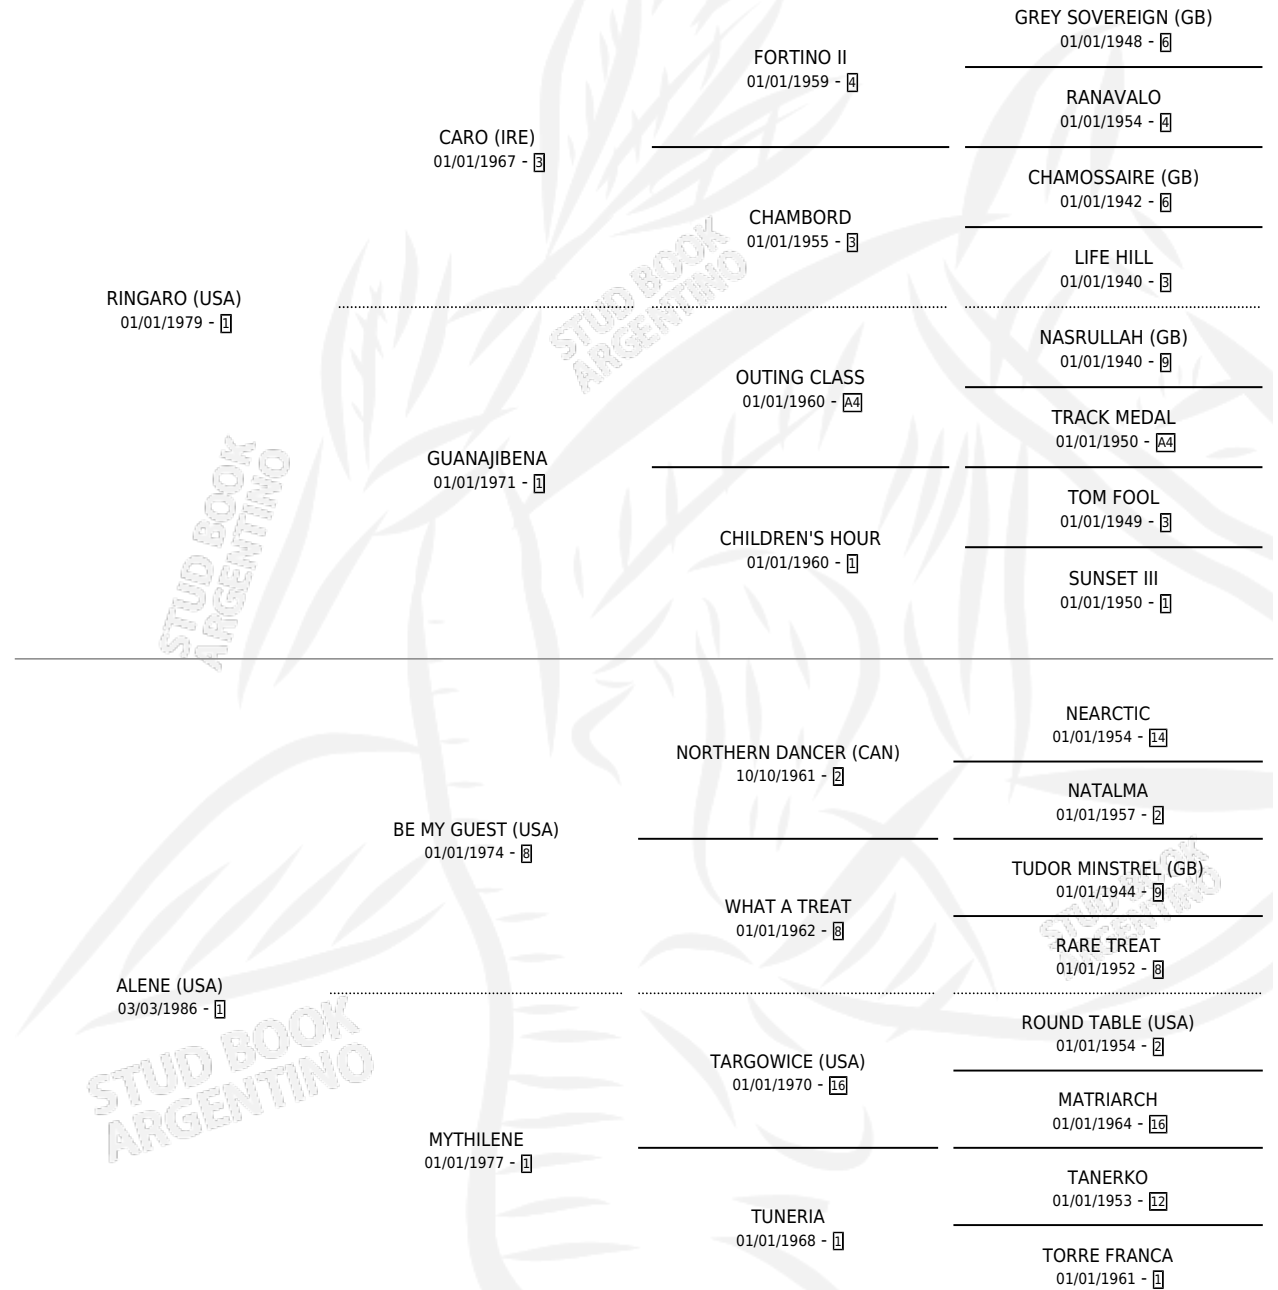 GREY SOVEREIGN (GB)
01/01/1948 - 6
FORTINO II
01/01/1959 - 4
RANAVALO
01/01/1954 - 4
CARO (IRE)
01/01/1967 - 3
CHAMOSSAIRE (GB)
01/01/1942 - 6
CHAMBORD
01/01/1955 - 3
LIFE HILL
01/01/1940 - 3
RINGARO (USA)
01/01/1979 - 1
NASRULLAH (GB)
01/01/1940 - 9
OUTING CLASS
01/01/1960 - A4
TRACK MEDAL
01/01/1950 - A4
GUANAJIBENA
01/01/1971 - 1
TOM FOOL
01/01/1949 - 3
CHILDREN'S HOUR
01/01/1960 - 1
SUNSET III
01/01/1950 - 1
NEARCTIC
01/01/1954 - 14
NORTHERN DANCER (CAN)
10/10/1961 - 2
NATALMA
01/01/1957 - 2
BE MY GUEST (USA)
01/01/1974 - 8
TUDOR MINSTREL (GB)
01/01/1944 - 9
WHAT A TREAT
01/01/1962 - 8
RARE TREAT
01/01/1952 - 8
ALENE (USA)
03/03/1986 - 1
ROUND TABLE (USA)
01/01/1954 - 2
TARGOWICE (USA)
01/01/1970 - 16
MATRIARCH
01/01/1964 - 16
MYTHILENE
01/01/1977 - 1
TANERKO
01/01/1953 - 12
TUNERIA
01/01/1968 - 1
TORRE FRANCA
01/01/1961 - 1
STUD BOOK
ARGENTINO
STUD BOOK
ARGENTINO
STUD BOOK
ARGENTINO
STUD BOOK
ARGENTINO